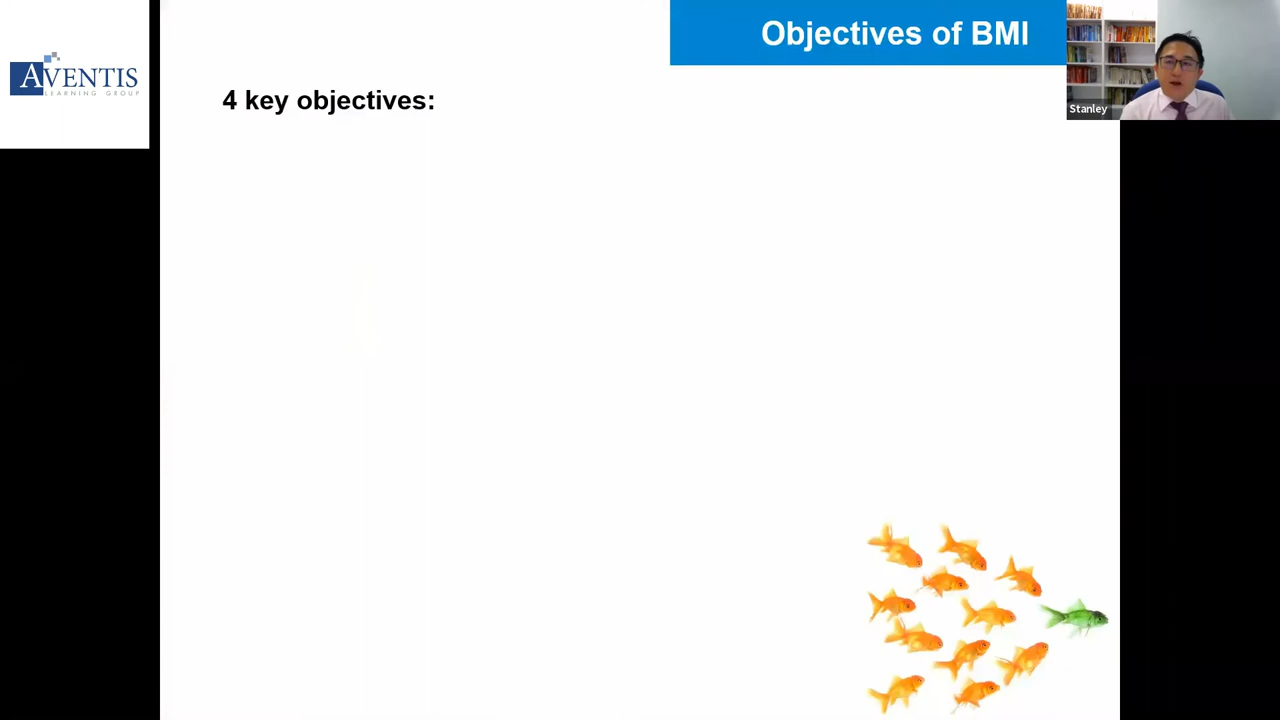 AVENTIS
LEARNING GROUP
Objectives of BMI
4 key objectives:
Stanley